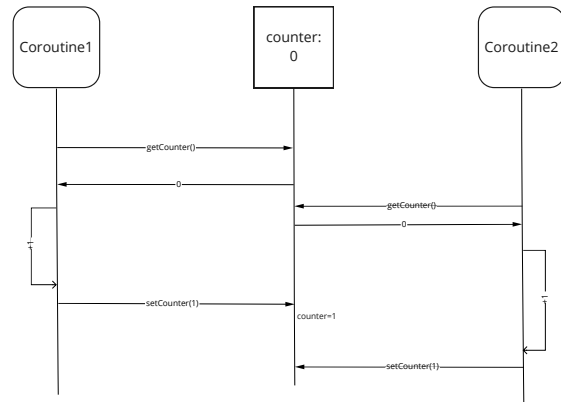 Coroutine1
counter:
0
Coroutine2
getCounter()
0
getCounter()
0
+1
+1
setCounter(1)
counter=1
setCounter(1)